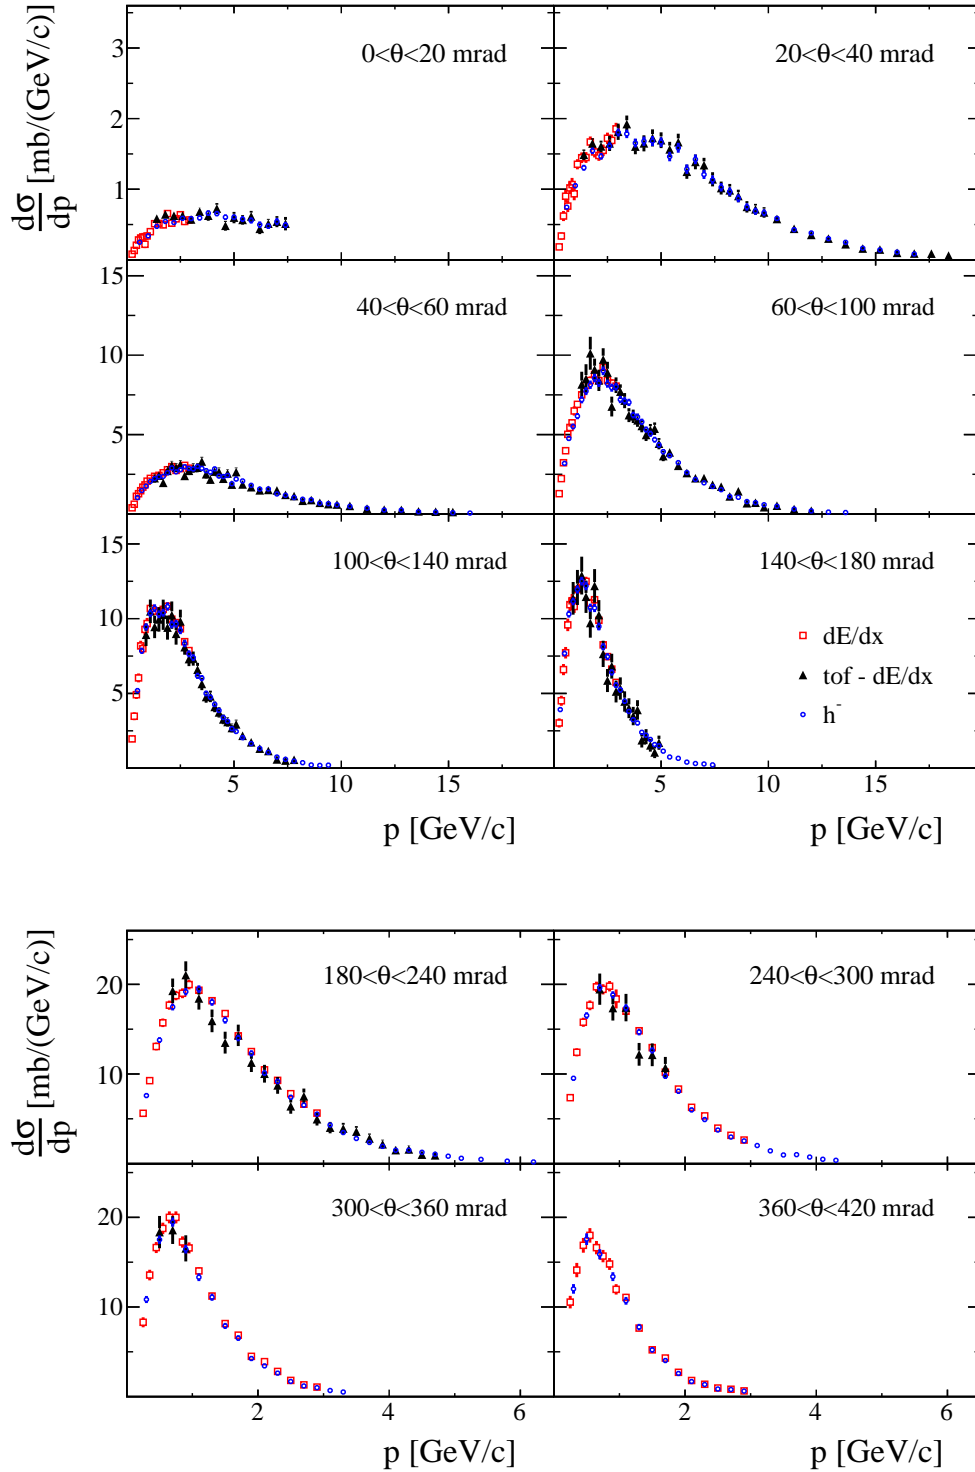 dσ/dp [mb/(GeV/c)]
0<θ<20 mrad
20<θ<40 mrad
3
2
1
40<θ<60 mrad
60<θ<100 mrad
15
10
5
100<θ<140 mrad
140<θ<180 mrad
15
10
5
dE/dx
tof - dE/dx
h⁻
5 10 15
5 10 15
p [GeV/c]
p [GeV/c]
dσ/dp [mb/(GeV/c)]
180<θ<240 mrad
240<θ<300 mrad
20
10
300<θ<360 mrad
360<θ<420 mrad
20
10
2 4 6
2 4 6
p [GeV/c]
p [GeV/c]